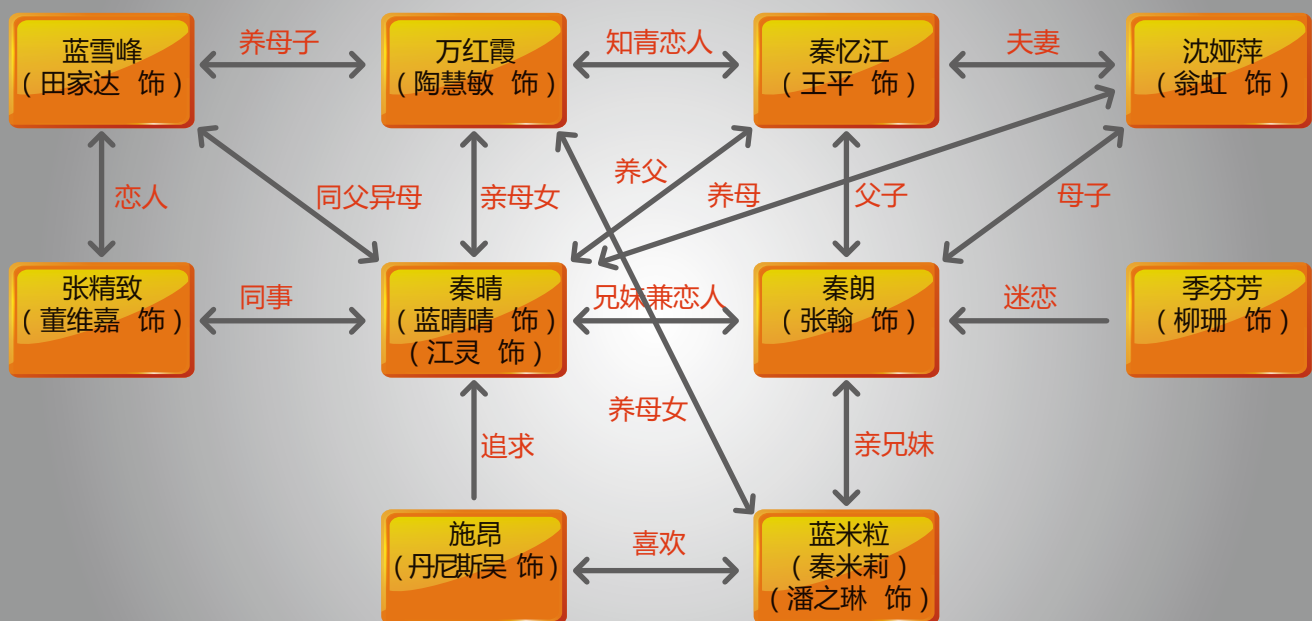 蓝雪峰
（田家达 饰）
养母子
万红霞
（陶慧敏 饰）
知青恋人
秦忆江
（王平 饰）
夫妻
沈娅萍
（翁虹 饰）
恋人
同父异母
亲母女
养父
养母
父子
母子
张精致
（董维嘉 饰）
同事
秦晴
（蓝晴晴 饰）
（江灵 饰）
兄妹兼恋人
秦朗
（张翰 饰）
迷恋
季芬芳
（柳珊 饰）
追求
养母女
亲兄妹
施昂
（丹尼斯吴 饰）
喜欢
蓝米粒
（秦米莉）
（潘之琳 饰）